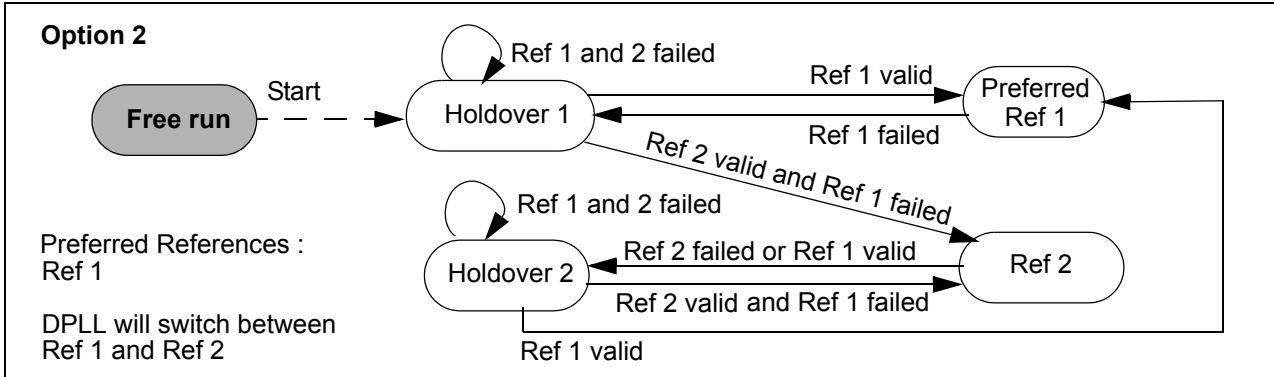 Option 2
Ref 1 and 2 failed
Start
Free run
Holdover 1
Ref 1 valid
Ref 1 failed
Preferred
Ref 1
Ref 2 valid and Ref 1 failed
Ref 1 and 2 failed
Preferred References :
Ref 1
Holdover 2
Ref 2 failed or Ref 1 valid
Ref 2 valid and Ref 1 failed
Ref 2
DPLL will switch between
Ref 1 and Ref 2
Ref 1 valid